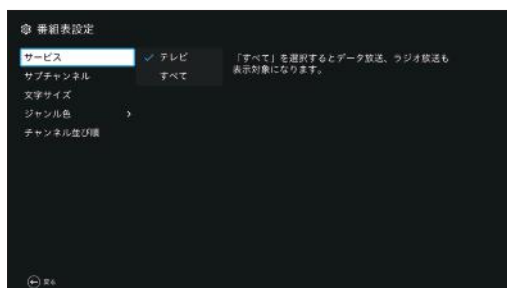 番組表設定
サービス
サブチャンネル
文字サイズ
ジャンル色
チャンネル並び順
テレビ
すべて
「すべて」を選択するとデータ放送、ラジオ放送も
表示対象になります。
戻る